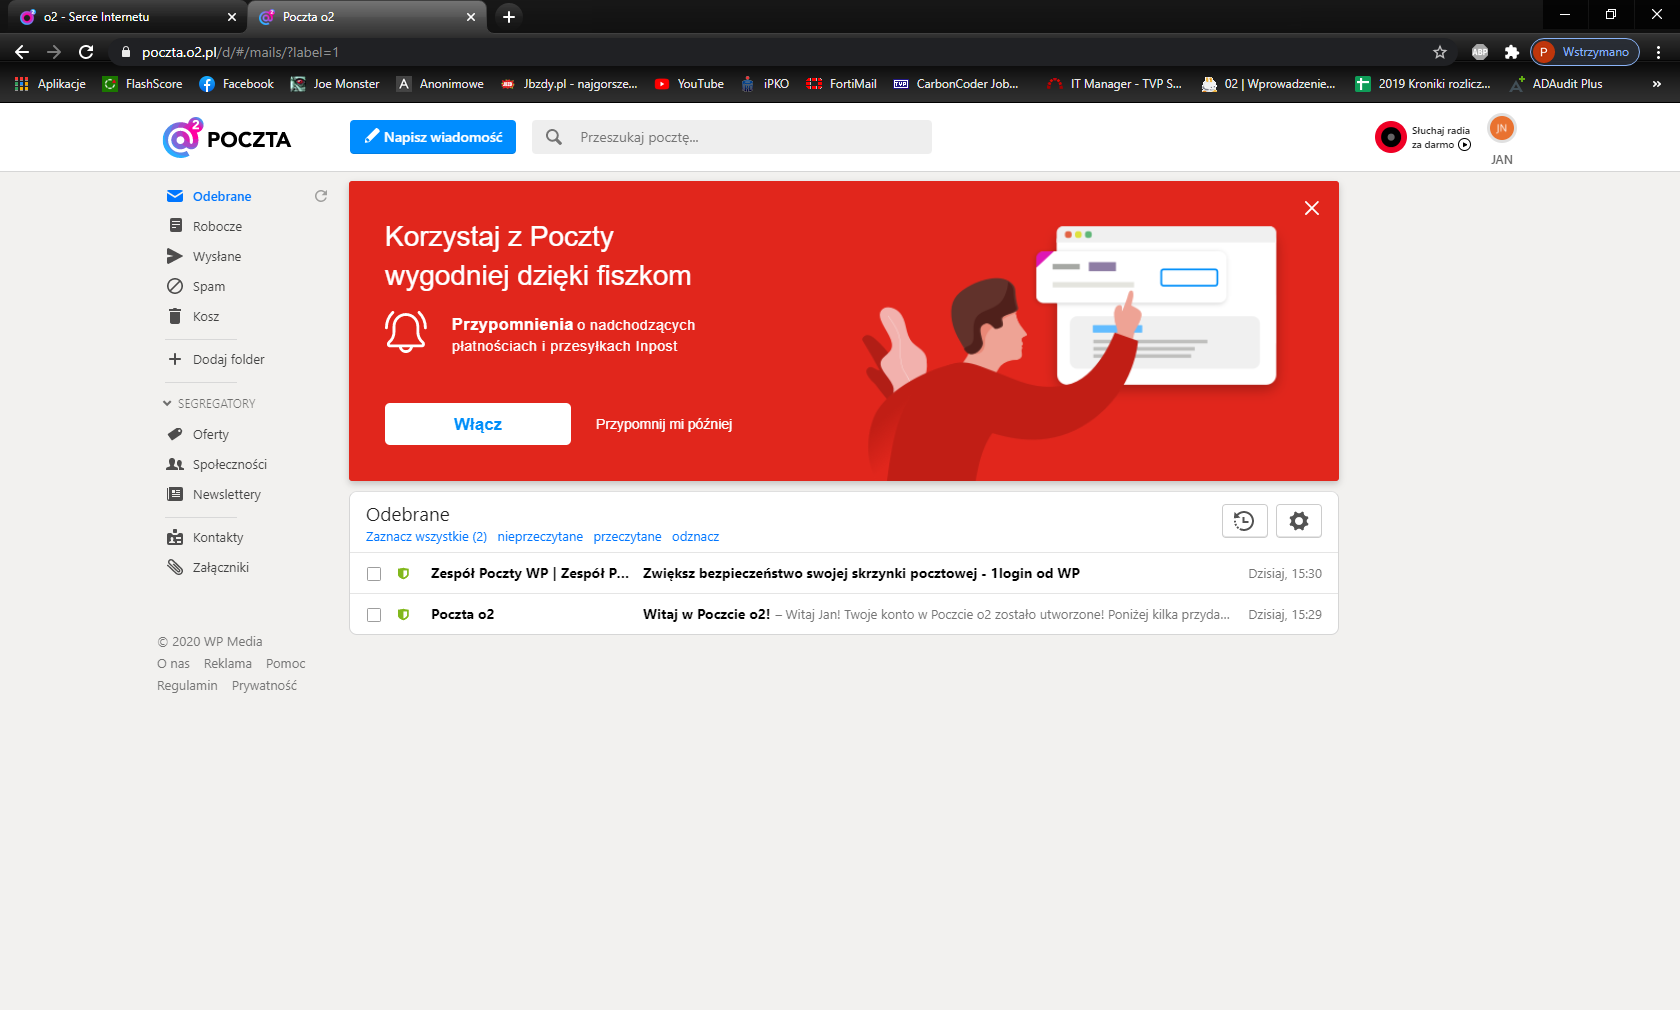 o2 - Serce Internetu
Poczta o2
poczta.o2.pl/d/#/mails/?label=1
ABP
P Wstrzymano
Aplikacje FlashScore Facebook Joe Monster A Anonimowe Jbzdy.pl - najgorsze... YouTube iPKO FortiMail CarbonCoder Job... IT Manager - TVP S... 02 | Wprowadzenie... 2019 Kroniki rozlicz... ADAudit Plus »
@2 POCZTA
Napisz wiadomość
Przeszukaj pocztę...
Słuchaj radia
za darmo
JN
JAN
Odebrane
Robocze
Wysłane
Spam
Kosz
Dodaj folder
SEGREGATORY
Oferty
Społeczności
Newslettery
Kontakty
Załączniki
© 2020 WP Media
O nas Reklama Pomoc
Regulamin Prywatność
Korzystaj z Poczty
wygodniej dzięki fiszkom
Przypomnienia o nadchodzących
płatnościach i przesyłkach Inpost
Włącz
Przypomnij mi później
Odebrane
Zaznacz wszystkie (2) nieprzeczytane przeczytane odznacz
Zespół Poczty WP | Zespół P... Zwiększ bezpieczeństwo swojej skrzynki pocztowej - 1login od WP Dzisiaj, 15:30
Poczta o2 Witaj w Poczcie o2! – Witaj Jan! Twoje konto w Poczcie o2 zostało utworzone! Poniżej kilka przyda... Dzisiaj, 15:29